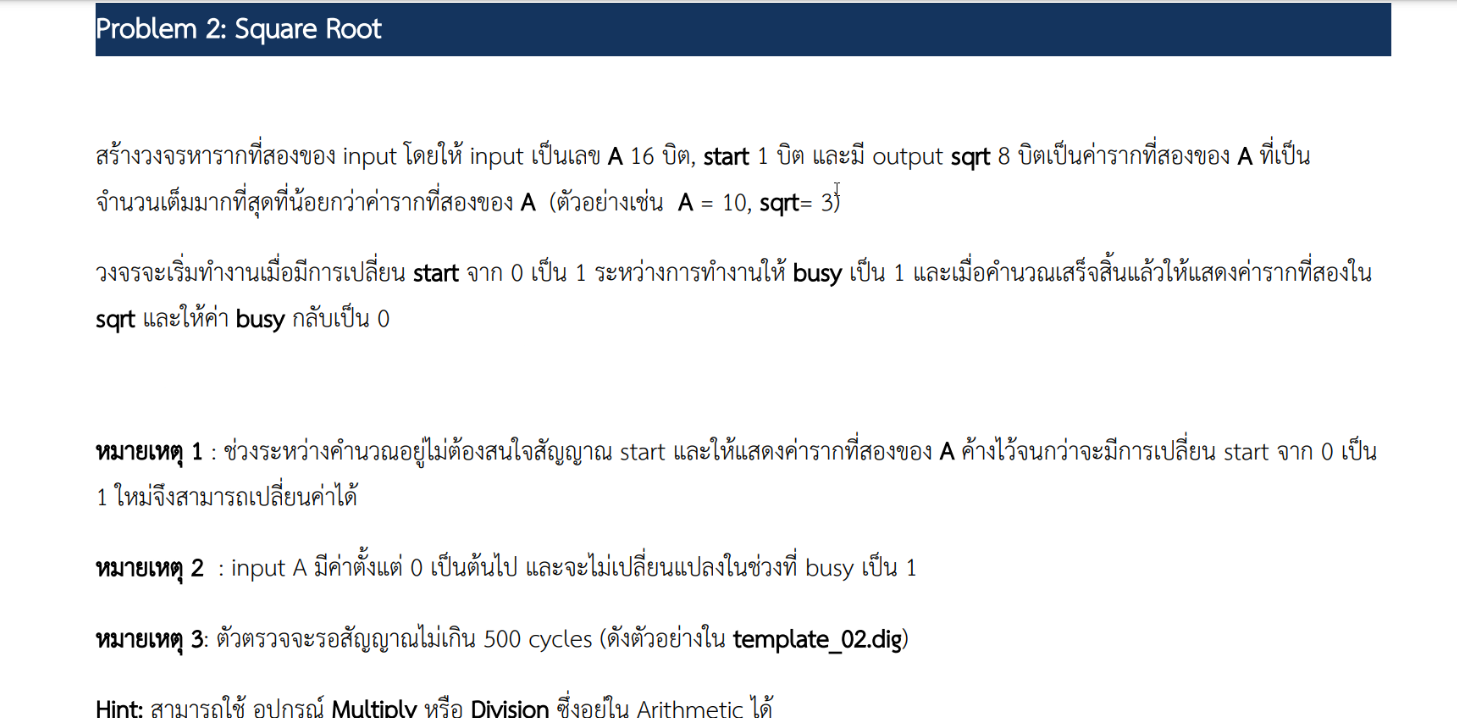 Problem 2: Square Root
สร้างวงจรหารากที่สองของ input โดยให้ input เป็นเลข A 16 บิต, start 1 บิต และมี output sqrt 8 บิตเป็นค่ารากที่สองของ A ที่เป็น
จำนวนเต็มมากที่สุดที่น้อยกว่าค่ารากที่สองของ A (ตัวอย่างเช่น A = 10, sqrt= 3)
วงจรจะเริ่มทำงานเมื่อมีการเปลี่ยน start จาก 0 เป็น 1 ระหว่างการทำงานให้ busy เป็น 1 และเมื่อคำนวณเสร็จสิ้นแล้วให้แสดงค่ารากที่สองใน
sqrt และให้ค่า busy กลับเป็น 0
หมายเหตุ 1 : ช่วงระหว่างคำนวณอยู่ไม่ต้องสนใจสัญญาณ start และให้แสดงค่ารากที่สองของ A ค้างไว้จนกว่าจะมีการเปลี่ยน start จาก 0 เป็น
1 ใหม่จึงสามารถเปลี่ยนค่าได้
หมายเหตุ 2 : input A มีค่าตั้งแต่ 0 เป็นต้นไป และจะไม่เปลี่ยนแปลงในช่วงที่ busy เป็น 1
หมายเหตุ 3: ตัวตรวจจะรอสัญญาณไม่เกิน 500 cycles (ดังตัวอย่างใน template_02.dig)
Hint: สามารถใช้ อุปกรณ์ Multiply หรือ Division ซึ่งอยู่ใน Arithmetic ได้